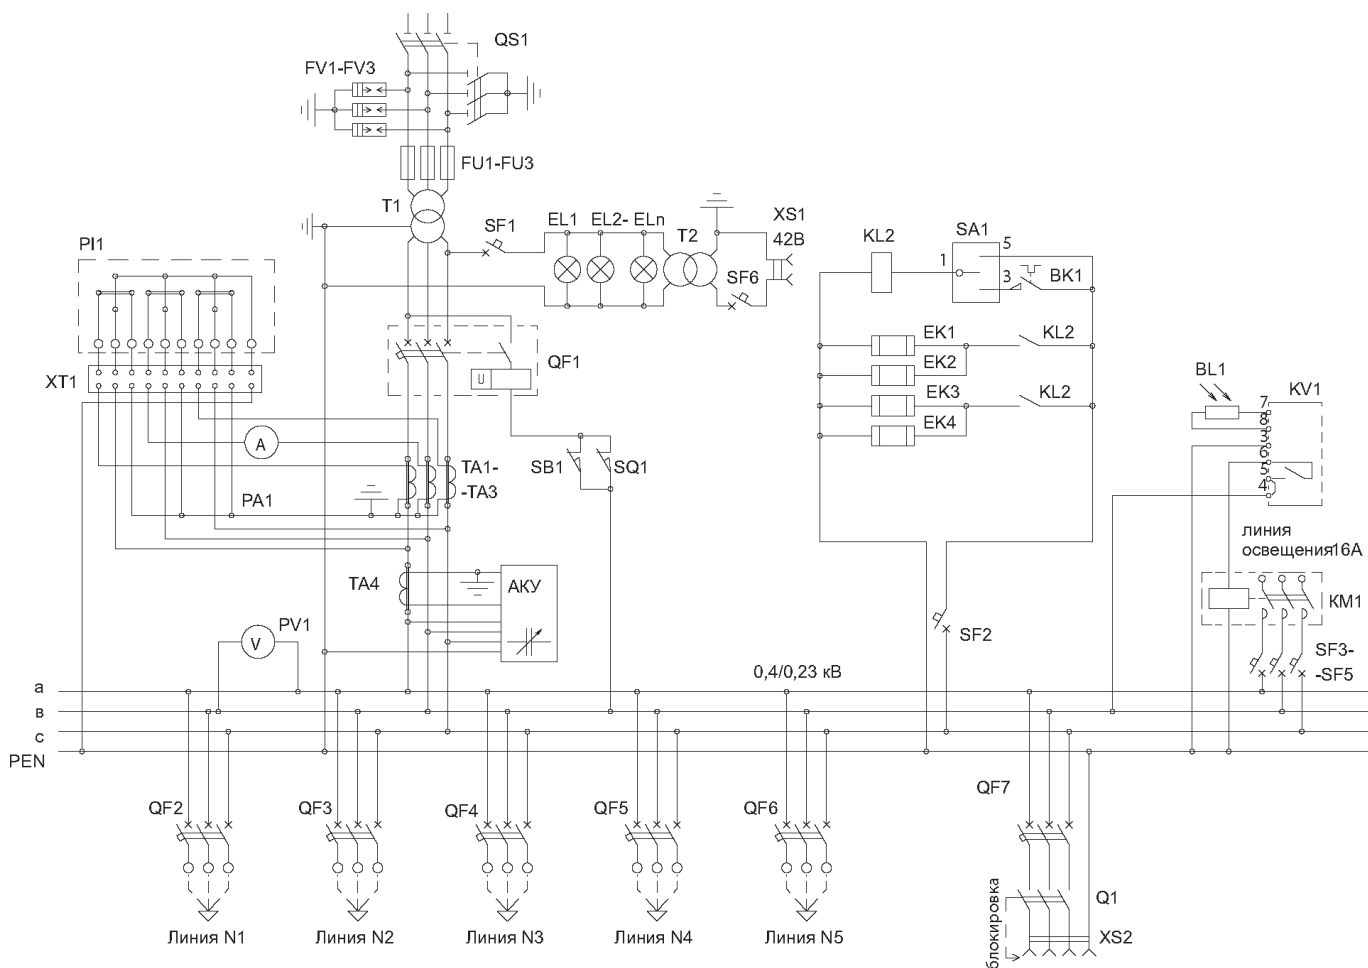 QS1
FV1-FV3
FU1-FU3
T1
SF1
EL1
EL2-
ELn
T2
XS1
42В
SF6
KL2
SA1
5
1
3
BK1
PI1
XT1
QF1
U
EK1
KL2
EK2
EK3
KL2
EK4
BL1
KV1
7
8
3
6
5
4
A
SB1
SQ1
TA1-
-TA3
PA1
TA4
АКУ
линия
освещения16А
KM1
PV1
V
SF2
SF3-
-SF5
0,4/0,23 кВ
а
в
с
PEN
QF2
QF3
QF4
QF5
QF6
QF7
Q1
XS2
блокировка
Линия N1
Линия N2
Линия N3
Линия N4
Линия N5